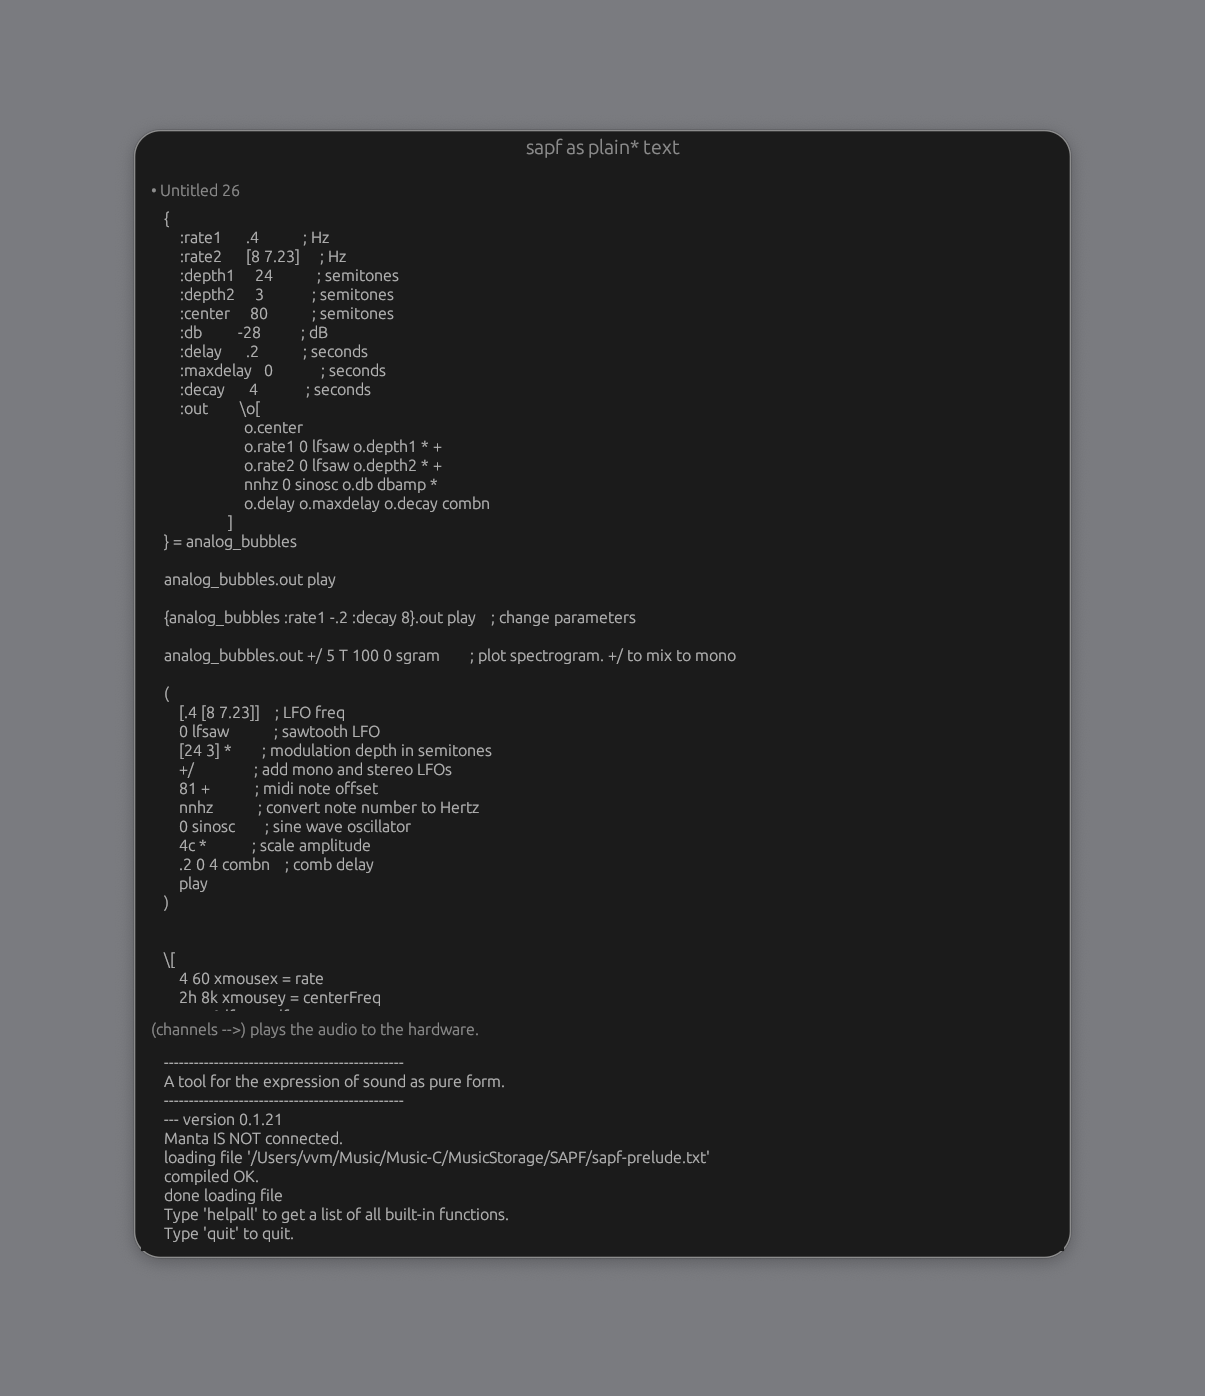 sapf as plain* text
• Untitled 26
{
:rate1 .4 ; Hz
:rate2 [8 7.23] ; Hz
:depth1 24 ; semitones
:depth2 3 ; semitones
:center 80 ; semitones
:db -28 ; dB
:delay .2 ; seconds
:maxdelay 0 ; seconds
:decay 4 ; seconds
:out \o[
o.center
o.rate1 0 lfsaw o.depth1 * +
o.rate2 0 lfsaw o.depth2 * +
nnhz 0 sinosc o.db dbamp *
o.delay o.maxdelay o.decay combn
]
} = analog_bubbles
analog_bubbles.out play
{analog_bubbles :rate1 -.2 :decay 8}.out play ; change parameters
analog_bubbles.out +/ 5 T 100 0 sgram ; plot spectrogram. +/ to mix to mono
(
[.4 [8 7.23]] ; LFO freq
0 lfsaw ; sawtooth LFO
[24 3] * ; modulation depth in semitones
+/ ; add mono and stereo LFOs
81 + ; midi note offset
nnhz ; convert note number to Hertz
0 sinosc ; sine wave oscillator
4c * ; scale amplitude
.2 0 4 combn ; comb delay
play
)
\[
4 60 xmousex = rate
2h 8k xmousey = centerFreq
(channels -->) plays the audio to the hardware.
------------------------------------------------
A tool for the expression of sound as pure form.
------------------------------------------------
--- version 0.1.21
Manta IS NOT connected.
loading file '/Users/vvm/Music/Music-C/MusicStorage/SAPF/sapf-prelude.txt'
compiled OK.
done loading file
Type 'helpall' to get a list of all built-in functions.
Type 'quit' to quit.